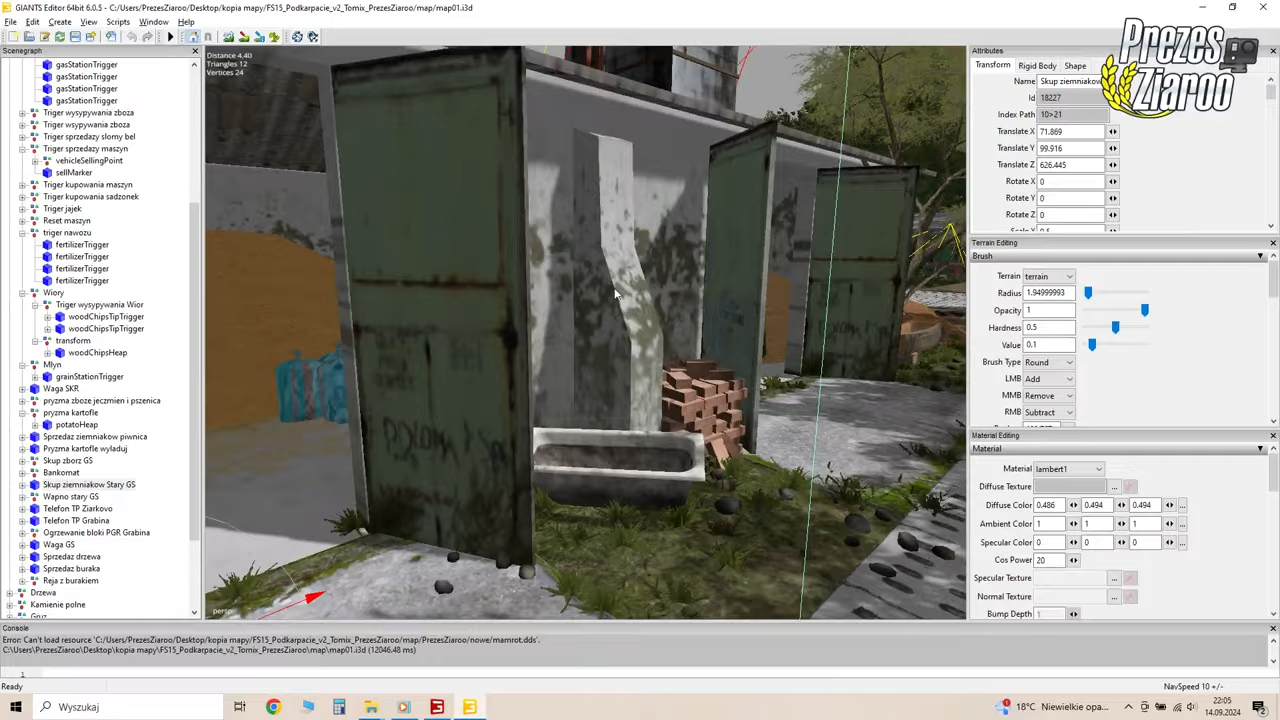 GIANTS Editor 64bit 6.0.5 - C:/Users/PrezesZiaroo/Desktop/kopia mapy/FS15_Podkarpacie_v2_Tomix_PrezesZiaroo/map/map01.i3d
File Edit Create View Scripts Window Help
Scenegraph
gasStationTrigger
gasStationTrigger
gasStationTrigger
gasStationTrigger
Triger wysypywania zboza
Triger wsypywania zboza
Triger sprzedazy slomy bel
Triger sprzedazy maszyn
vehicleSellingPoint
sellMarker
Triger kupowania maszyn
Triger kupowania sadzonek
Triger jajek
Reset maszyn
triger nawozu
fertilizerTrigger
fertilizerTrigger
fertilizerTrigger
fertilizerTrigger
Wiory
Triger wysypywania Wior
woodChipsTipTrigger
woodChipsTipTrigger
transform
woodChipsHeap
Mlyn
grainStationTrigger
Waga SKR
pryzma zboze jeczmien i pszenica
pryzma kartofle
potatoHeap
Sprzedaz ziemniakow piwnica
Pryzma kartofle wyladuj
Skup zborz GS
Bankomat
Skup ziemniakow Stary GS
Wapno stary GS
Telefon TP Ziarkovo
Telefon TP Grabina
Ogrzewanie bloki PGR Grabina
Waga GS
Sprzedaz drzewa
Sprzedaz buraka
Reja z burakiem
Drzewa
Kamienie polne
Gruz
Distance 4.40
Triangles 12
Vertices 24
persp
Prezes
Ziaroo
Attributes
Transform Rigid Body Shape
Name Skup ziemniakow
Id 18227
Index Path 10>21
Translate X 71.869
Translate Y 99.916
Translate Z 626.445
Rotate X 0
Rotate Y 0
Rotate Z 0
Terrain Editing
Brush
Terrain terrain
Radius 1.94999993
Opacity 1
Hardness 0.5
Value 0.1
Brush Type Round
LMB Add
MMB Remove
RMB Subtract
Material Editing
Material
Material lambert1
Diffuse Texture ...
Diffuse Color 0.486 0.494 0.494 ...
Ambient Color 1 1 1 ...
Specular Color 0 0 0 ...
Cos Power 20
Specular Texture ...
Normal Texture ...
Bump Depth 1
Console
Error: Can't load resource 'C:/Users/PrezesZiaroo/Desktop/kopia mapy/FS15_Podkarpacie_v2_Tomix_PrezesZiaroo/map/PrezesZiaroo/nowe/mamrot.dds'.
C:\Users\PrezesZiaroo\Desktop\kopia mapy\FS15_Podkarpacie_v2_Tomix_PrezesZiaroo\map\map01.i3d (12046.48 ms)
1
Ready
NavSpeed 10 +/-
Wyszukaj
18°C Niewielkie opa...
22:05
14.09.2024